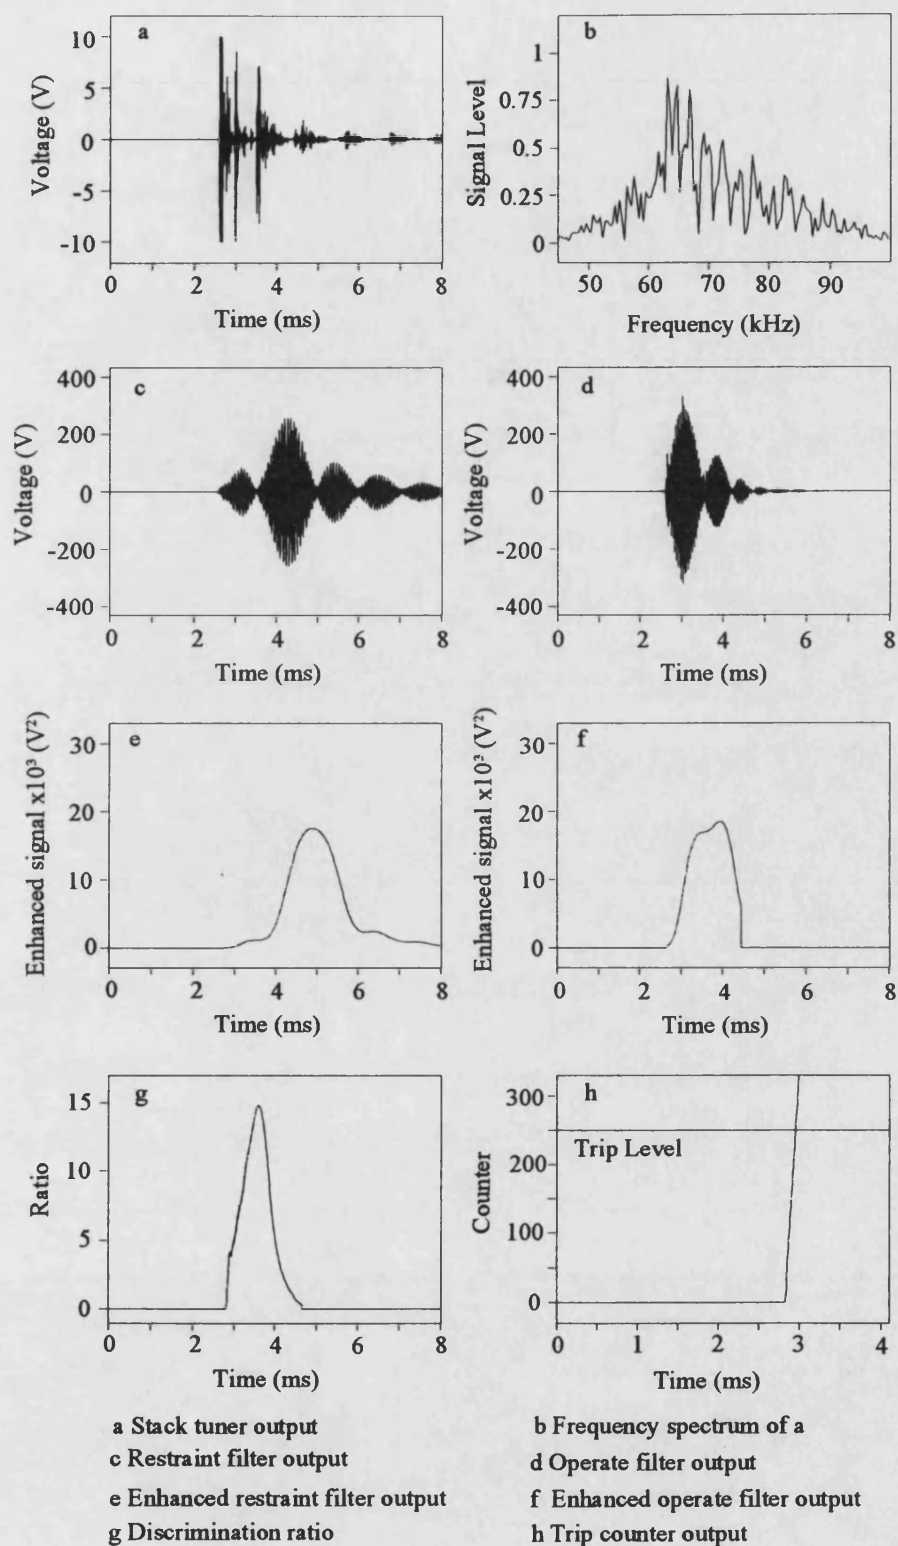 a
b
10
5
0
-5
-10
Voltage (V)
0 2 4 6 8
Time (ms)
1
0.75
0.5
0.25
0
Signal Level
50 60 70 80 90
Frequency (kHz)
c
d
400
200
0
-200
-400
Voltage (V)
0 2 4 6 8
Time (ms)
400
200
0
-200
-400
Voltage (V)
0 2 4 6 8
Time (ms)
e
f
30
20
10
0
Enhanced signal x10³ (V²)
0 2 4 6 8
Time (ms)
30
20
10
0
Enhanced signal x10³ (V²)
0 2 4 6 8
Time (ms)
g
h
15
10
5
0
Ratio
0 2 4 6 8
Time (ms)
300
200
100
0
Trip Level
Counter
0 1 2 3 4
Time (ms)
a Stack tuner output
b Frequency spectrum of a
c Restraint filter output
d Operate filter output
e Enhanced restraint filter output
f Enhanced operate filter output
g Discrimination ratio
h Trip counter output